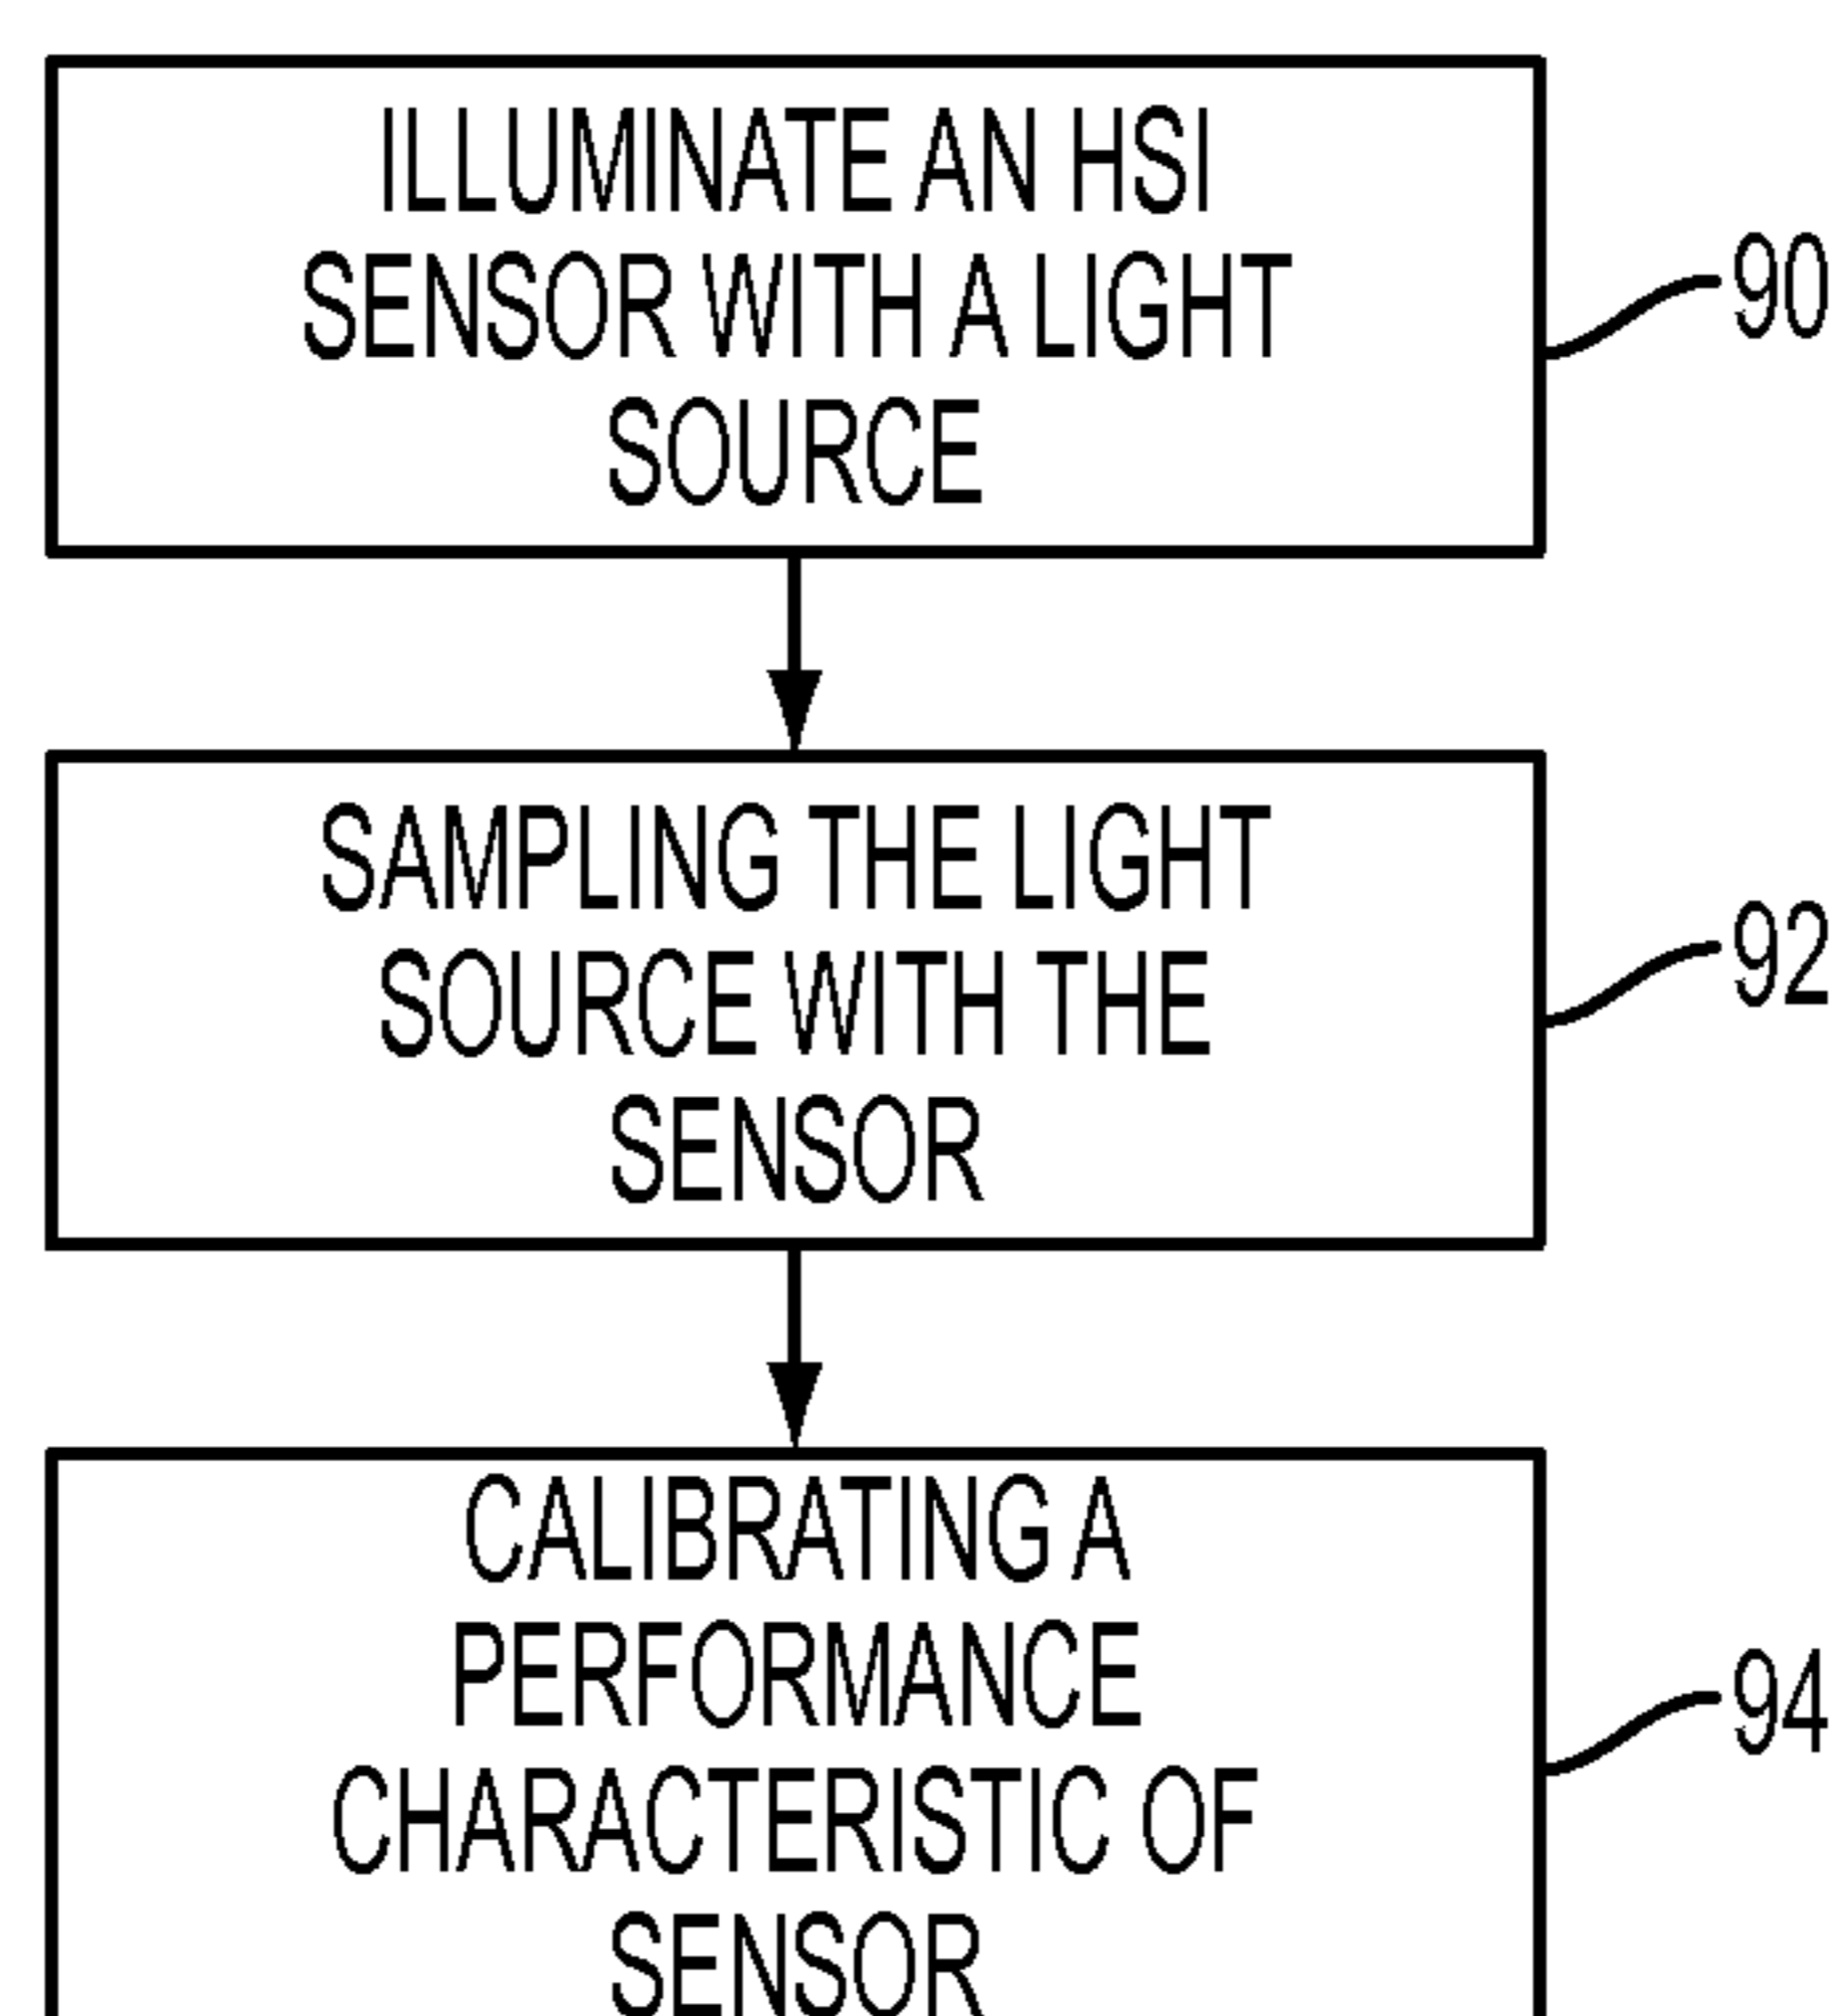 ILLUMINATE AN HSI
SENSOR WITH A LIGHT
SOURCE
90
SAMPLING THE LIGHT
SOURCE WITH THE
SENSOR
92
CALIBRATING A
PERFORMANCE
CHARACTERISTIC OF
SENSOR
94